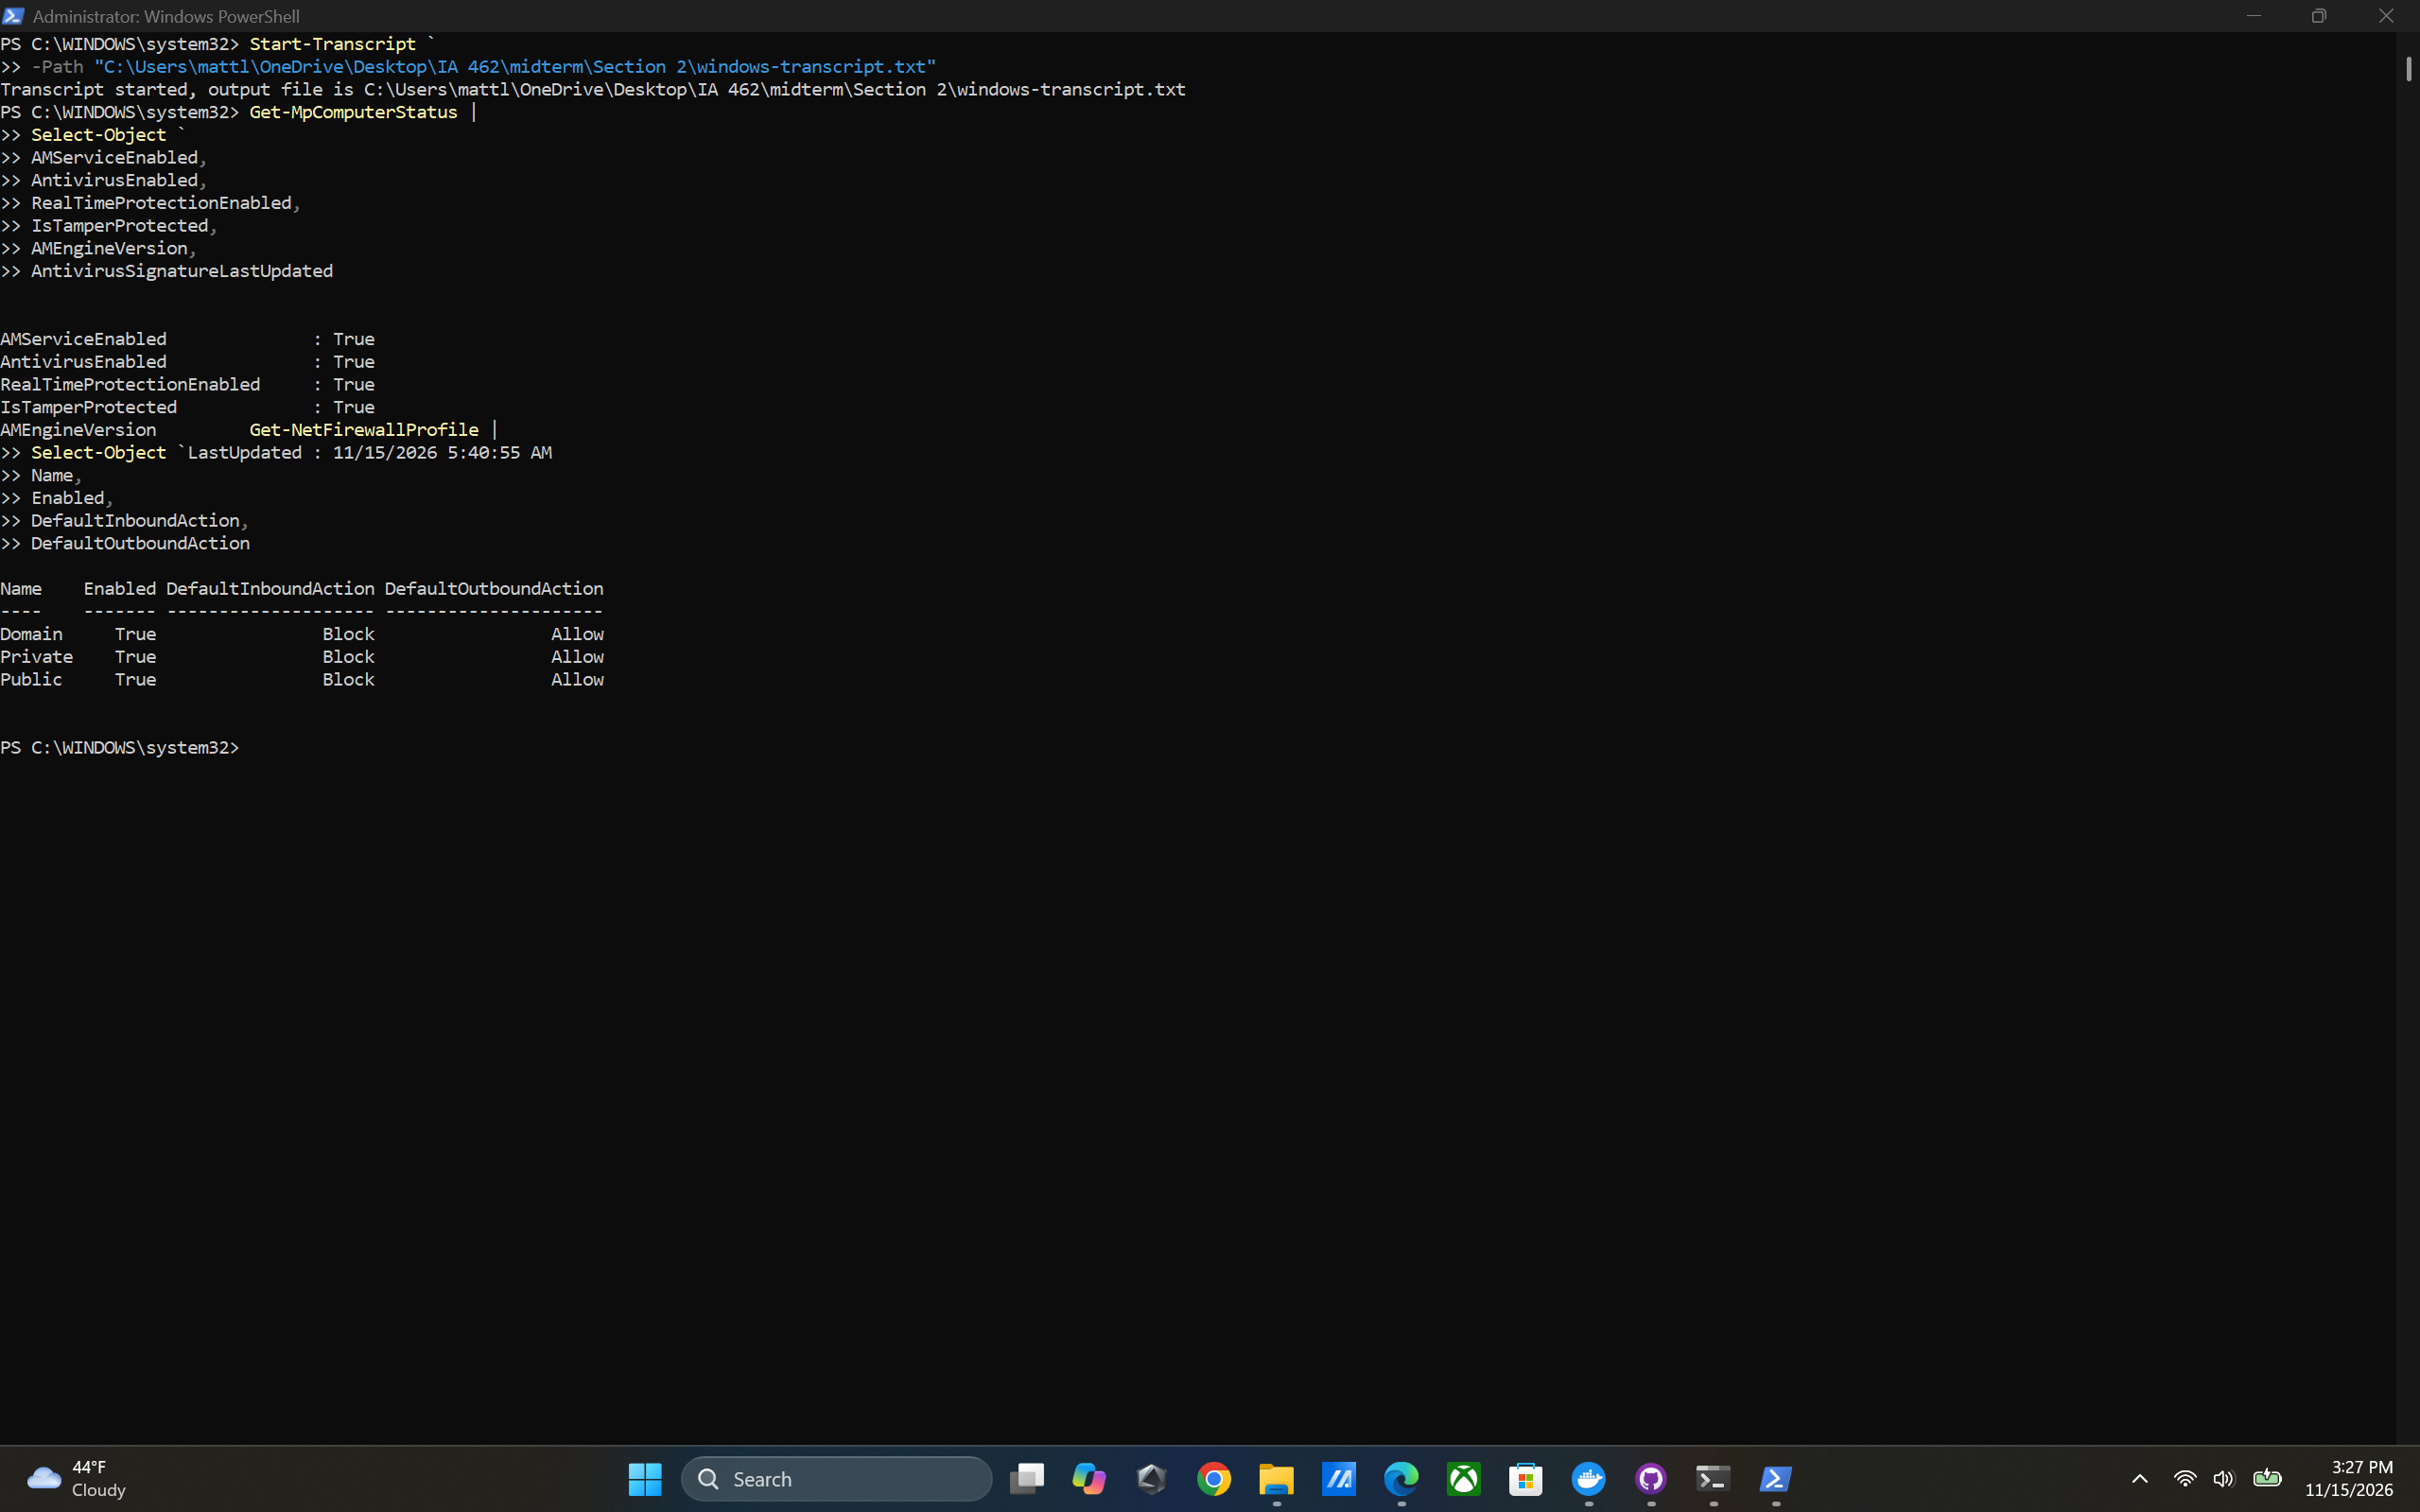 Administrator: Windows PowerShell
PS C:\WINDOWS\system32> Start-Transcript `
>> -Path "C:\Users\mattl\OneDrive\Desktop\IA 462\midterm\Section 2\windows-transcript.txt"
Transcript started, output file is C:\Users\mattl\OneDrive\Desktop\IA 462\midterm\Section 2\windows-transcript.txt
PS C:\WINDOWS\system32> Get-MpComputerStatus |
>> Select-Object `
>> AMServiceEnabled,
>> AntivirusEnabled,
>> RealTimeProtectionEnabled,
>> IsTamperProtected,
>> AMEngineVersion,
>> AntivirusSignatureLastUpdated
AMServiceEnabled              : True
AntivirusEnabled              : True
RealTimeProtectionEnabled     : True
IsTamperProtected             : True
AMEngineVersion         Get-NetFirewallProfile |
>> Select-Object `LastUpdated : 11/15/2026 5:40:55 AM
>> Name,
>> Enabled,
>> DefaultInboundAction,
>> DefaultOutboundAction
Name    Enabled DefaultInboundAction DefaultOutboundAction
----    ------- -------------------- ---------------------
Domain     True                Block                 Allow
Private    True                Block                 Allow
Public     True                Block                 Allow
PS C:\WINDOWS\system32>
44°F
Cloudy
Search
3:27 PM
11/15/2026